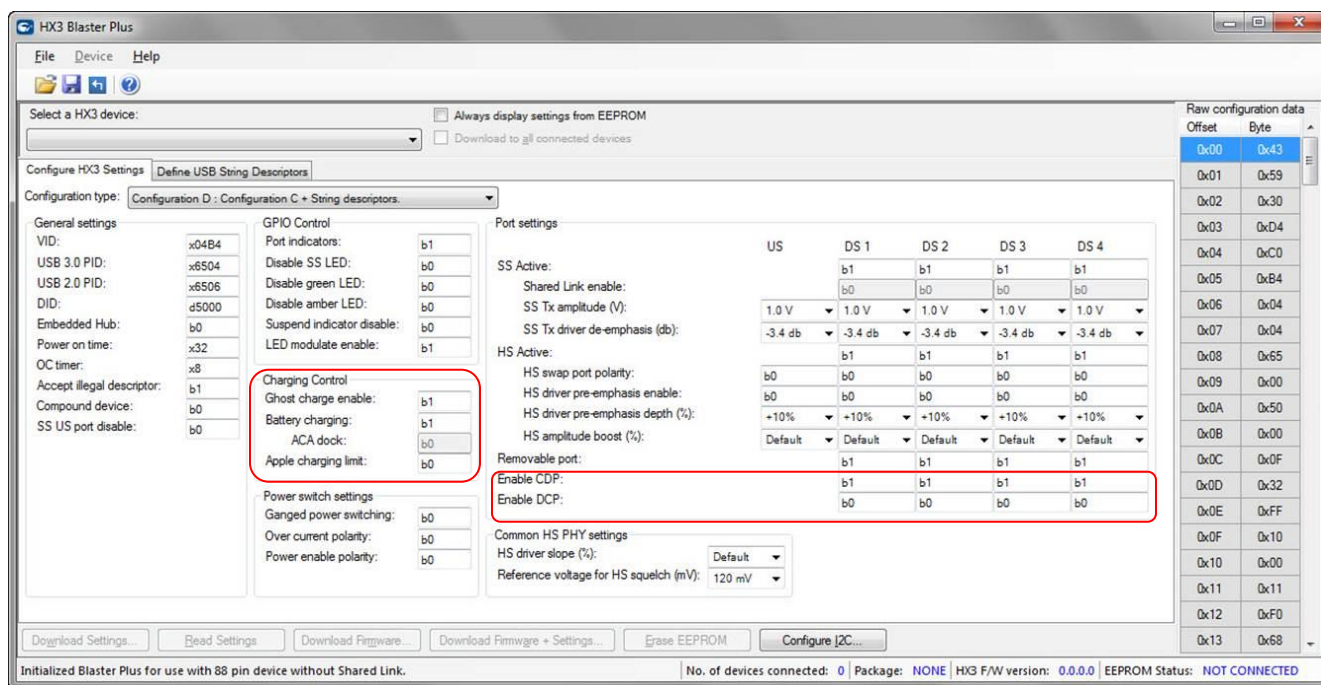 HX3 Blaster Plus
File Device Help
Select a HX3 device:
Always display settings from EEPROM
Download to all connected devices
Configure HX3 Settings Define USB String Descriptors
Configuration type: Configuration D : Configuration C + String descriptors.
General settings
VID: x04B4
USB 3.0 PID: x6504
USB 2.0 PID: x6506
DID: d5000
Embedded Hub: b0
Power on time: x32
OC timer: x8
Accept illegal descriptor: b1
Compound device: b0
SS US port disable: b0
GPIO Control
Port indicators: b1
Disable SS LED: b0
Disable green LED: b0
Disable amber LED: b0
Suspend indicator disable: b0
LED modulate enable: b1
Charging Control
Ghost charge enable: b1
Battery charging: b1
ACA dock: b0
Apple charging limit: b0
Power switch settings
Ganged power switching: b0
Over current polarity: b0
Power enable polarity: b0
Port settings
US DS 1 DS 2 DS 3 DS 4
SS Active: b1 b1 b1 b1
Shared Link enable: b0 b0 b0 b0
SS Tx amplitude (V): 1.0 V 1.0 V 1.0 V 1.0 V 1.0 V
SS Tx driver de-emphasis (db): -3.4 db -3.4 db -3.4 db -3.4 db -3.4 db
HS Active: b1 b1 b1 b1
HS swap port polarity: b0 b0 b0 b0 b0
HS driver pre-emphasis enable: b0 b0 b0 b0 b0
HS driver pre-emphasis depth (%): +10% +10% +10% +10% +10%
HS amplitude boost (%): Default Default Default Default Default
Removable port: b1 b1 b1 b1
Enable CDP: b1 b1 b1 b1
Enable DCP: b0 b0 b0 b0
Common HS PHY settings
HS driver slope (%): Default
Reference voltage for HS squelch (mV): 120 mV
Raw configuration data
Offset Byte
0x00 0x43
0x01 0x59
0x02 0x30
0x03 0xD4
0x04 0xC0
0x05 0xB4
0x06 0x04
0x07 0x04
0x08 0x65
0x09 0x00
0x0A 0x50
0x0B 0x00
0x0C 0x0F
0x0D 0x32
0x0E 0xFF
0x0F 0x10
0x10 0x00
0x11 0x11
0x12 0xF0
0x13 0x68
Download Settings... Read Settings Download Firmware... Download Firmware + Settings... Erase EEPROM Configure I2C...
Initialized Blaster Plus for use with 88 pin device without Shared Link. No. of devices connected: 0 Package: NONE HX3 F/W version: 0.0.0.0 EEPROM Status: NOT CONNECTED